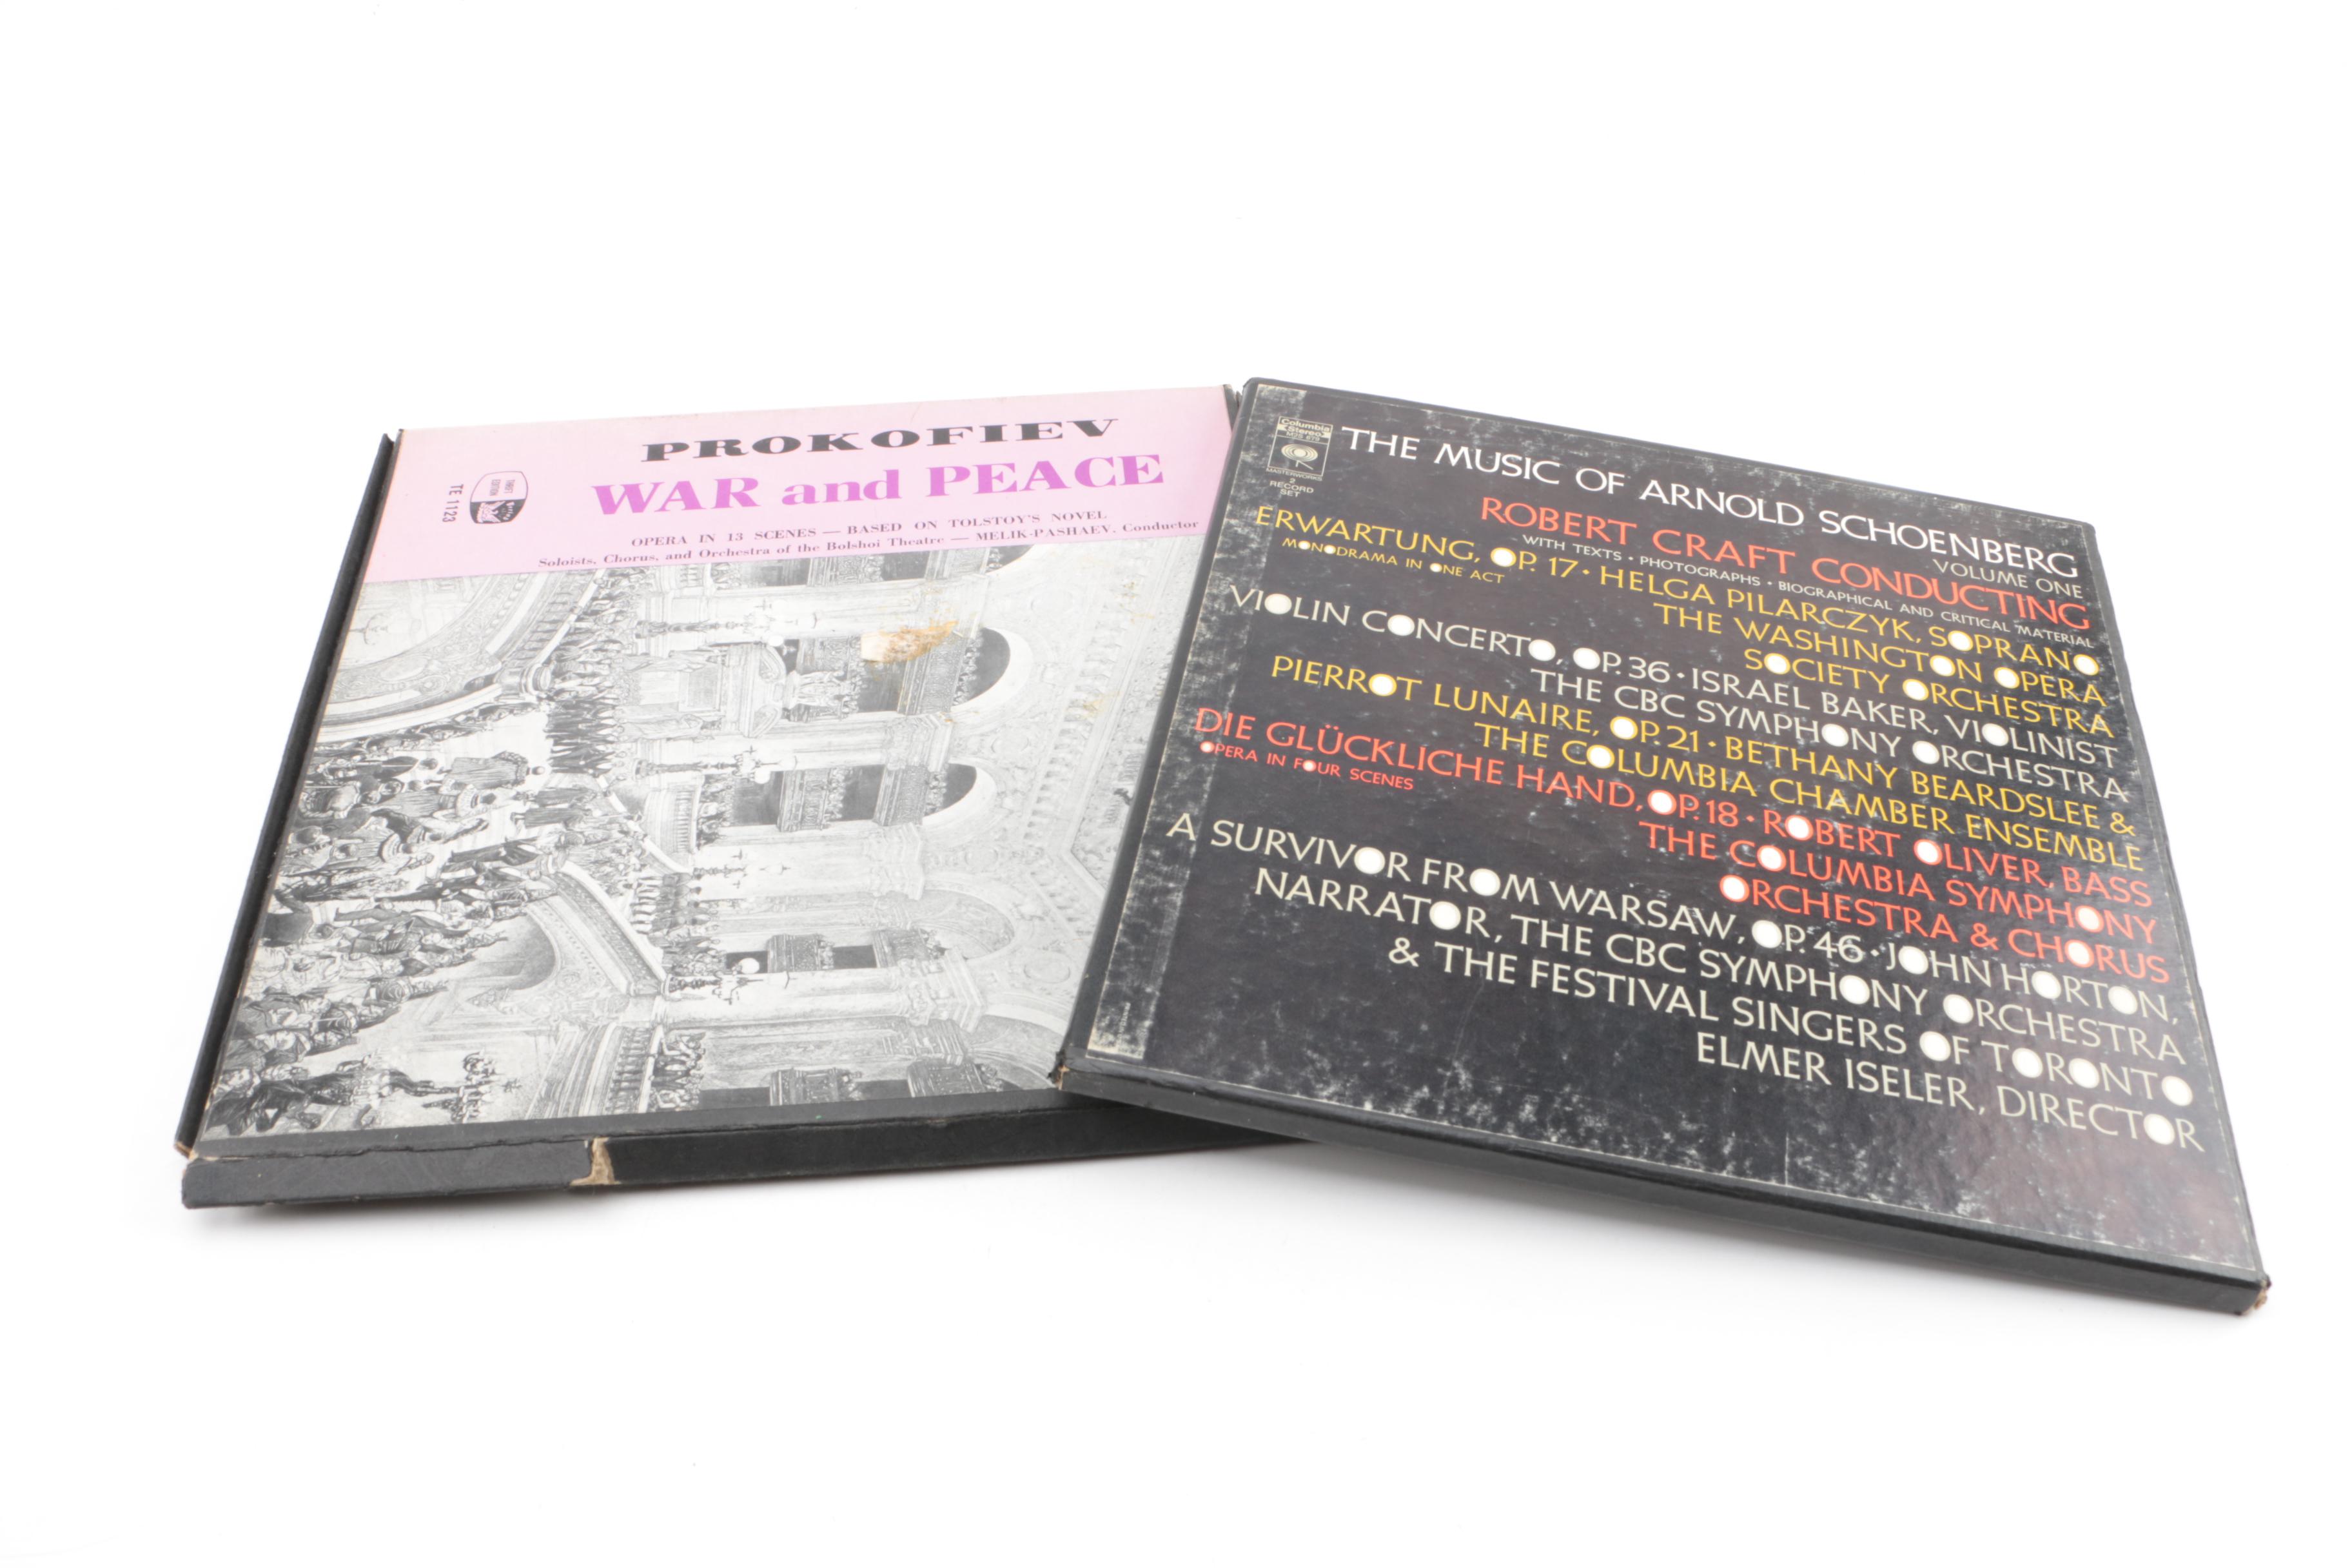 PROKOFIEV
WAR and PEACE
OPERA IN 13 SCENES — BASED ON TOLSTOY'S NOVEL
Soloists, Chorus, and Orchestra of the Bolshoi Theatre — MELIK-PASHAEV, Conductor
THRIFT
EDITION
TE 1123
Columbia
Stereo
M2S 679
MASTERWORKS
2
RECORD
SET
THE MUSIC OF ARNOLD SCHOENBERG
VOLUME ONE
ROBERT CRAFT CONDUCTING
WITH TEXTS • PHOTOGRAPHS • BIOGRAPHICAL AND CRITICAL MATERIAL
ERWARTUNG, OP. 17 • HELGA PILARCZYK, SOPRANO
MONODRAMA IN ONE ACT
THE WASHINGTON OPERA
SOCIETY ORCHESTRA
VIOLIN CONCERTO, OP. 36 • ISRAEL BAKER, VIOLINIST
THE CBC SYMPHONY ORCHESTRA
PIERROT LUNAIRE, OP. 21 • BETHANY BEARDSLEE &
THE COLUMBIA CHAMBER ENSEMBLE
DIE GLÜCKLICHE HAND, OP. 18 • ROBERT OLIVER, BASS
OPERA IN FOUR SCENES
THE COLUMBIA SYMPHONY
ORCHESTRA & CHORUS
A SURVIVOR FROM WARSAW, OP. 46 • JOHN HORTON,
NARRATOR, THE CBC SYMPHONY ORCHESTRA
& THE FESTIVAL SINGERS OF TORONTO
ELMER ISELER, DIRECTOR